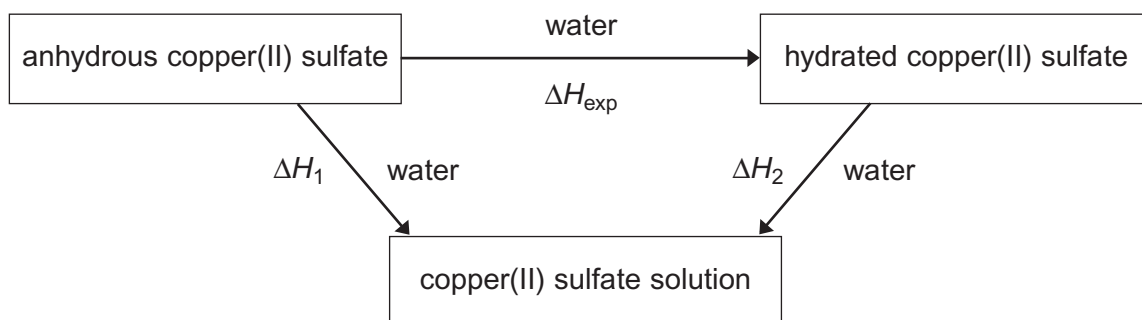 water
anhydrous copper(II) sulfate
hydrated copper(II) sulfate
ΔHexp
ΔH1
water
ΔH2
water
copper(II) sulfate solution